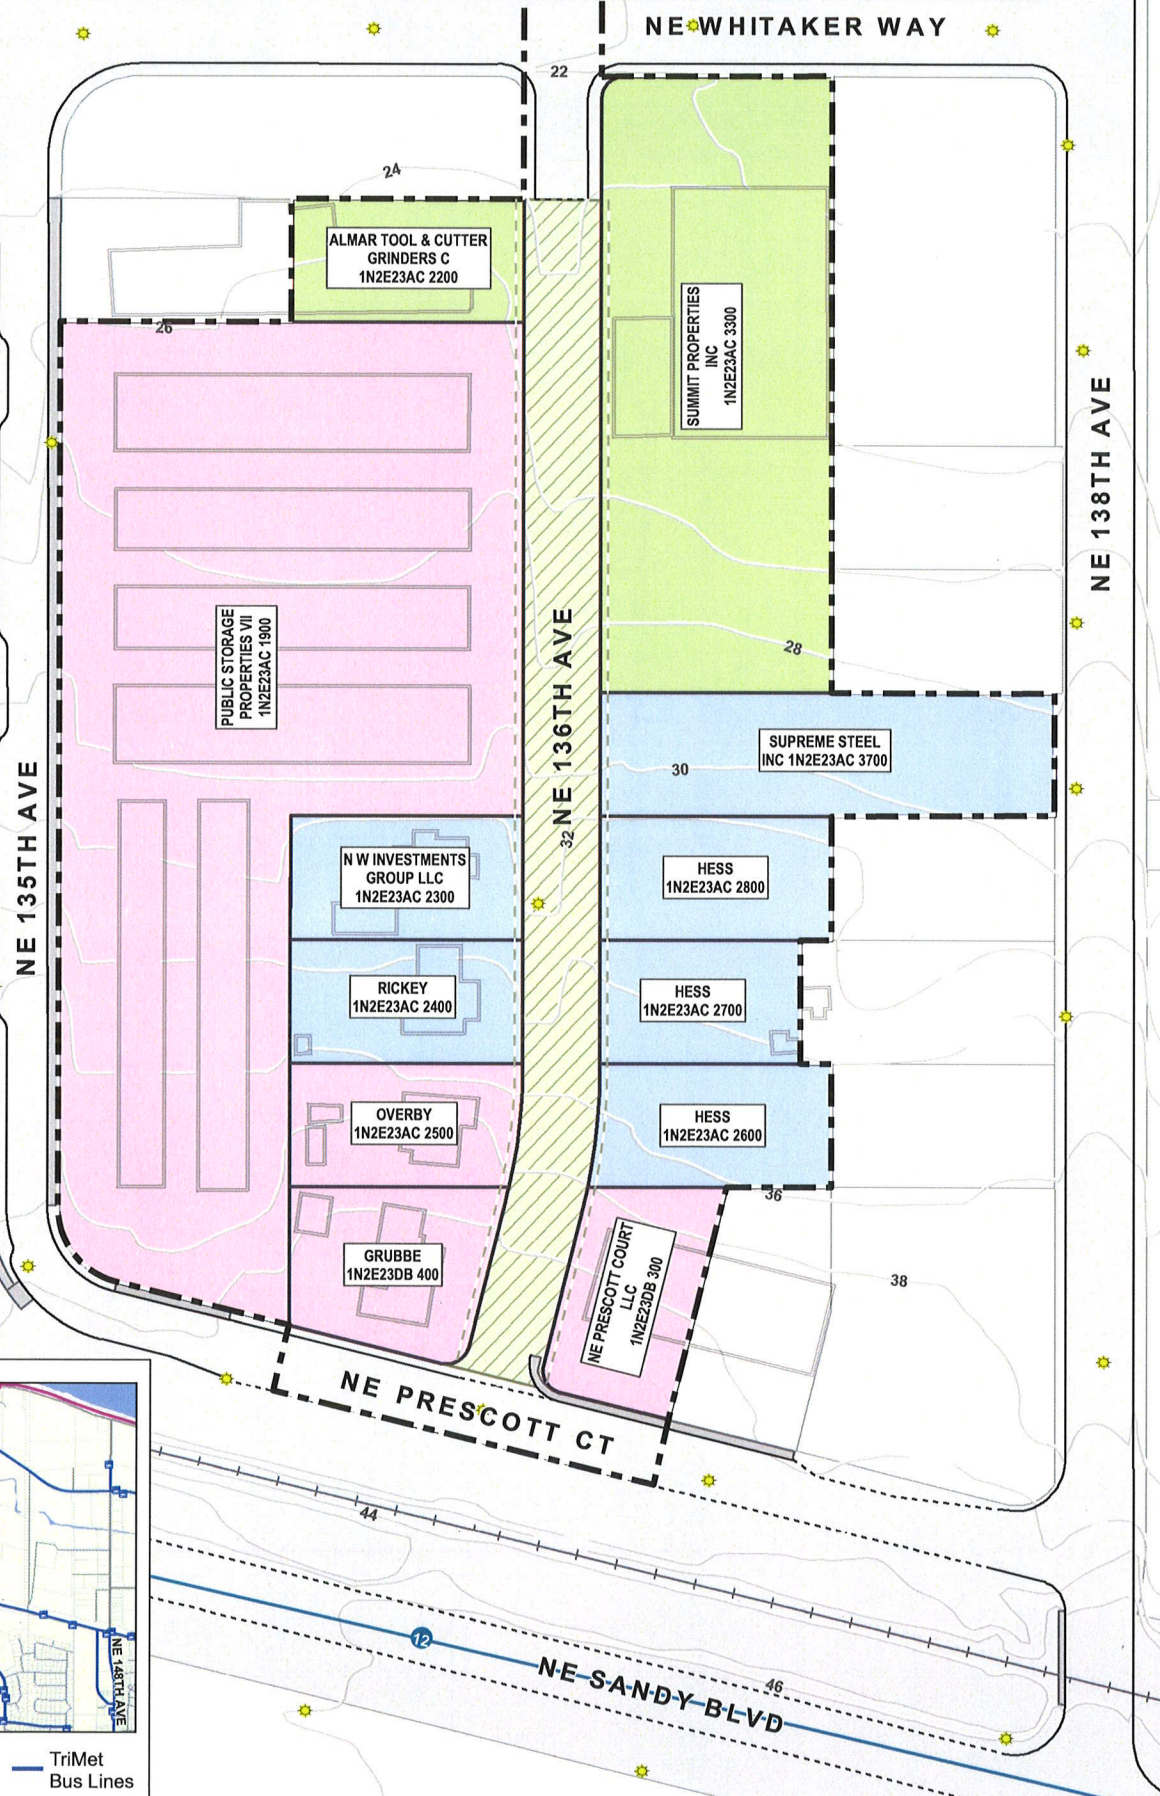 NE WHITAKER WAY
22
24
ALMAR TOOL & CUTTER
GRINDERS C
1N2E23AC 2200
26
SUMMIT PROPERTIES
INC
1N2E23AC 3300
NE 138TH AVE
PUBLIC STORAGE
PROPERTIES VII
1N2E23AC 1900
NE 136TH AVE
28
SUPREME STEEL
INC 1N2E23AC 3700
30
NE 135TH AVE
32
N W INVESTMENTS
GROUP LLC
1N2E23AC 2300
HESS
1N2E23AC 2800
RICKEY
1N2E23AC 2400
HESS
1N2E23AC 2700
OVERBY
1N2E23AC 2500
HESS
1N2E23AC 2600
36
GRUBBE
1N2E23DB 400
NE PRESCOTT COURT
LLC
1N2E23DB 300
38
NE PRESCOTT CT
44
12
NE SANDY BLVD
46
NE 148TH AVE
TriMet
Bus Lines